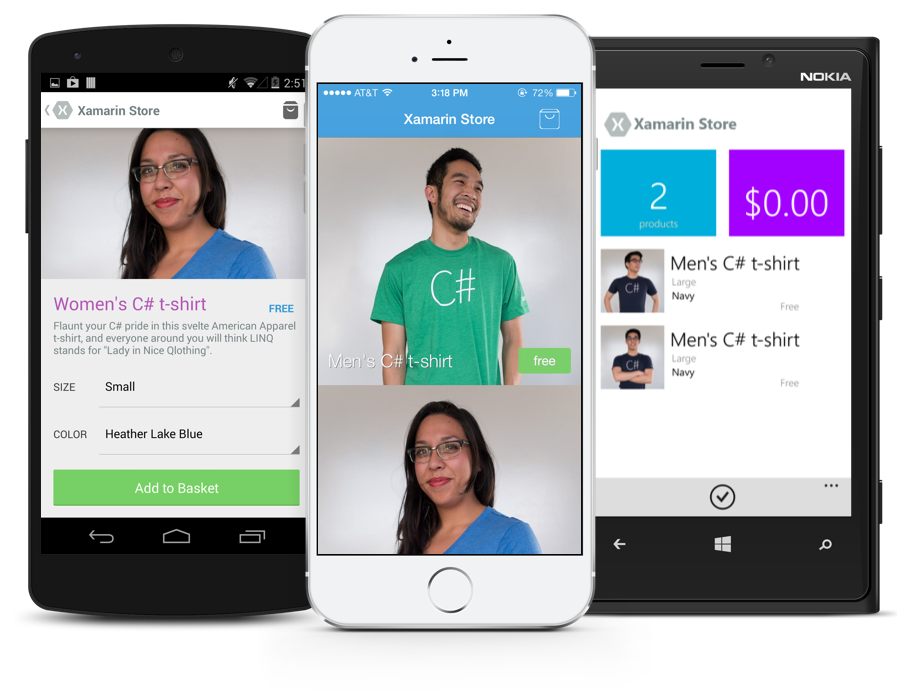 2:51
Xamarin Store
Women's C# t-shirt
FREE
Flaunt your C# pride in this svelte American Apparel
t-shirt, and everyone around you will think LINQ
stands for "Lady in Nice Qlothing".
SIZE
Small
COLOR
Heather Lake Blue
Add to Basket
AT&T
3:18 PM
72%
Xamarin Store
C#
Men's C# t-shirt
free
NOKIA
Xamarin Store
2
products
$0.00
Men's C# t-shirt
Large
Navy
Free
Men's C# t-shirt
Large
Navy
Free